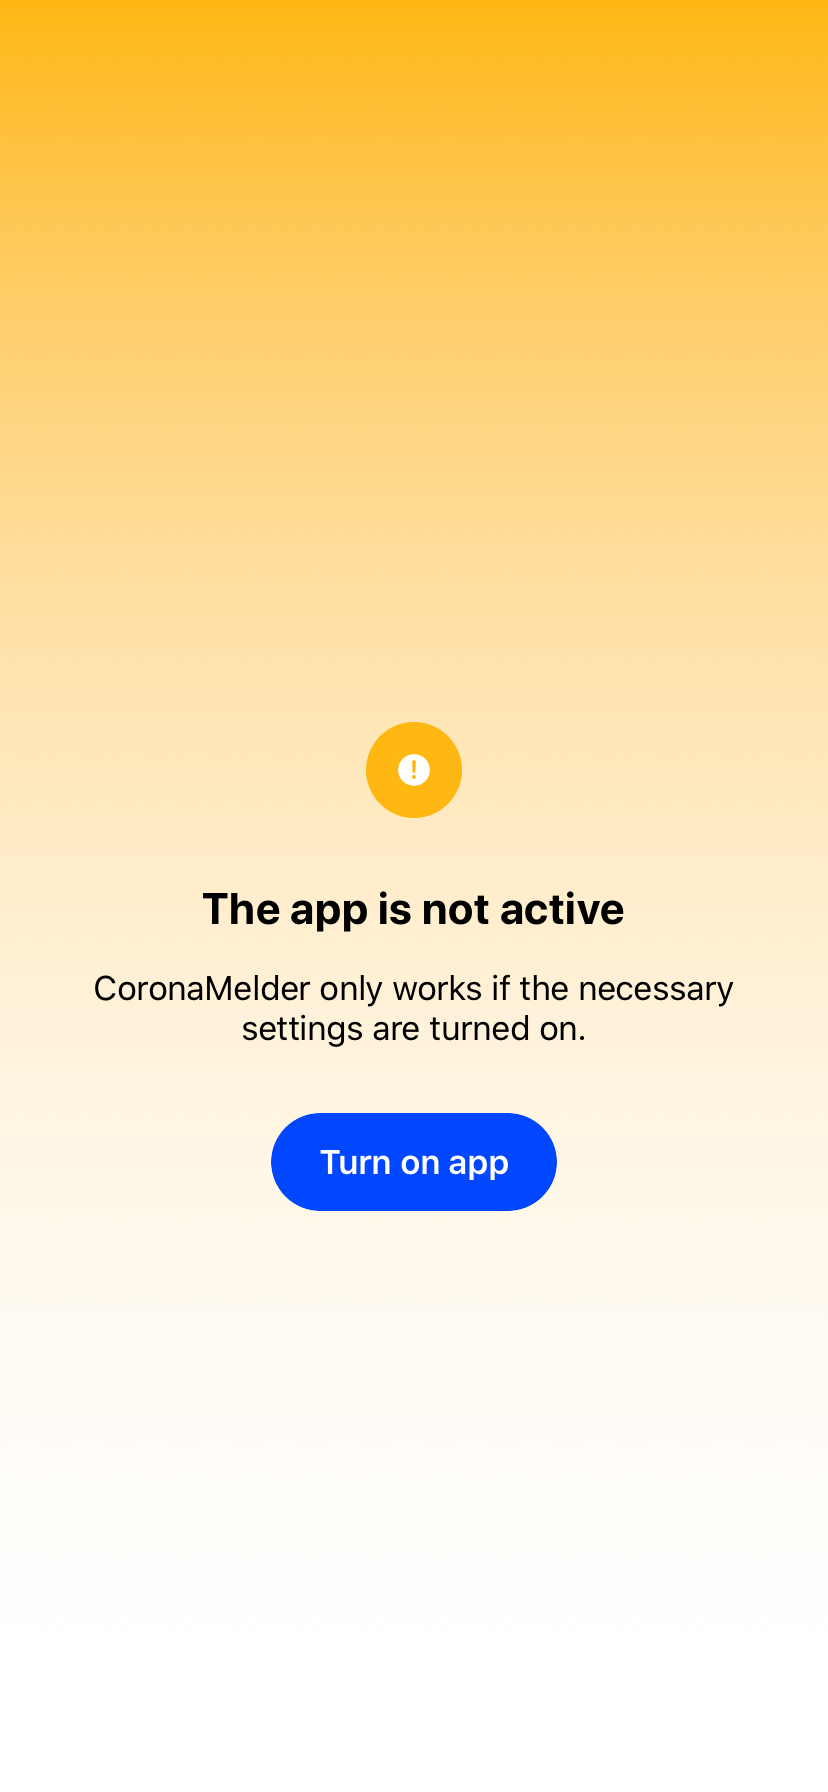 The app is not active
CoronaMelder only works if the necessary
settings are turned on.
Turn on app